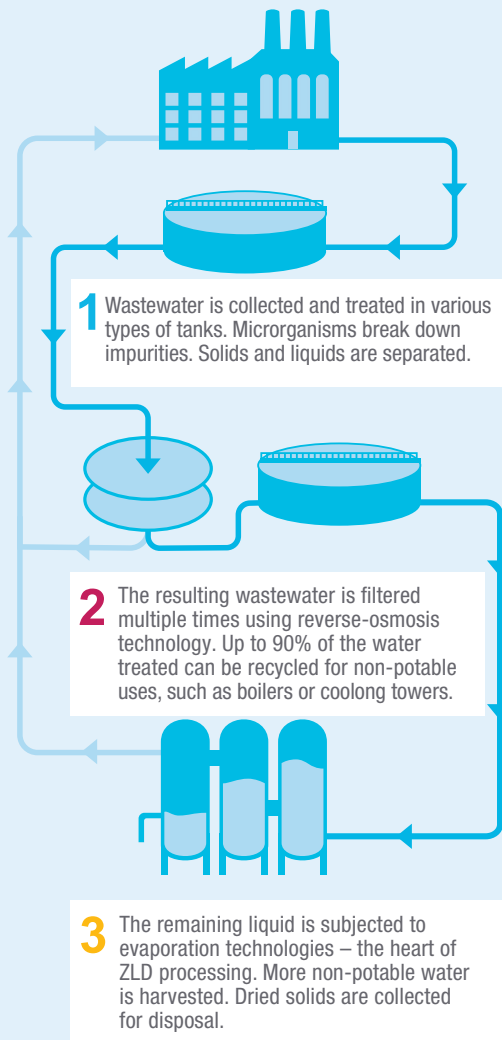 1
Wastewater is collected and treated in various
types of tanks. Microrganisms break down
impurities. Solids and liquids are separated.
2
The resulting wastewater is filtered
multiple times using reverse-osmosis
technology. Up to 90% of the water
treated can be recycled for non-potable
uses, such as boilers or coolong towers.
3
The remaining liquid is subjected to
evaporation technologies – the heart of
ZLD processing. More non-potable water
is harvested. Dried solids are collected
for disposal.